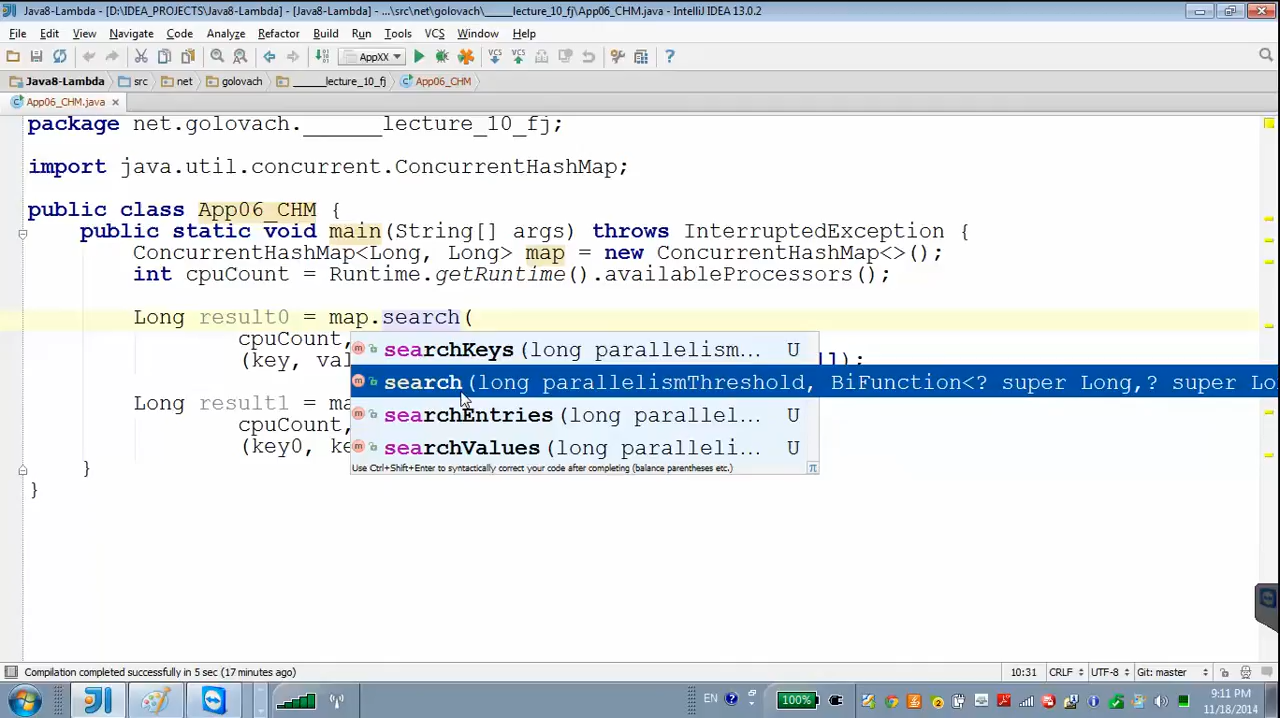 Java8-Lambda - [D:\IDEA_PROJECTS\Java8-Lambda] - [Java8-Lambda] - ...\src\net\golovach\______lecture_10_fj\App06_CHM.java - IntelliJ IDEA 13.0.2
File Edit View Navigate Code Analyze Refactor Build Run Tools VCS Window Help
AppXX
Java8-Lambda src net golovach ______lecture_10_fj App06_CHM
App06_CHM.java
package net.golovach.______lecture_10_fj;
import java.util.concurrent.ConcurrentHashMap;
public class App06_CHM {
public static void main(String[] args) throws InterruptedException {
ConcurrentHashMap<Long, Long> map = new ConcurrentHashMap<>();
int cpuCount = Runtime.getRuntime().availableProcessors();
Long result0 = map.search(
cpuCount,
(key, val
);
Long result1 = ma
cpuCount,
(key0, ke
}
}
searchKeys(long parallelism... U
search(long parallelismThreshold, BiFunction<? super Long,? super Lo
searchEntries(long parallel... U
searchValues(long paralleli... U
Use Ctrl+Shift+Enter to syntactically correct your code after completing (balance parentheses etc.) π
Compilation completed successfully in 5 sec (17 minutes ago) 10:31 CRLF UTF-8 Git: master
EN 100% 9:11 PM
11/18/2014